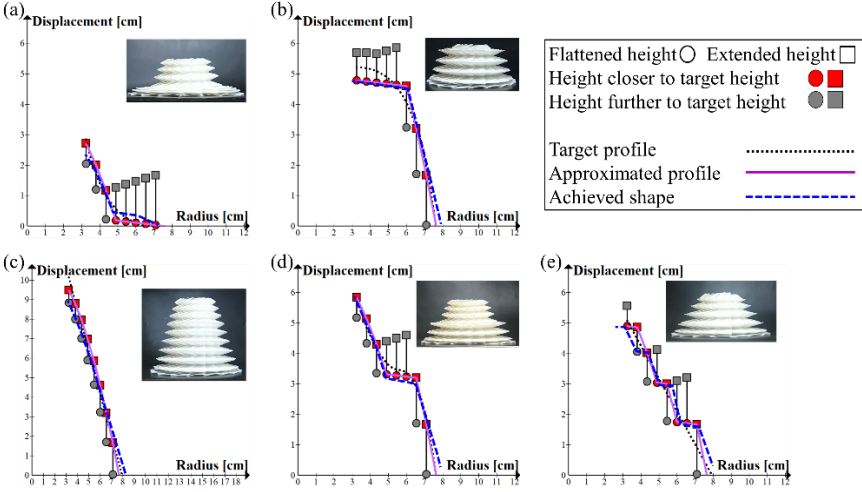 (a)
Displacement [cm]
6
5
4
3
2
1
0
Radius [cm]
0 1 2 3 4 5 6 7 8 9 10 11 12
(b)
Displacement [cm]
6
5
4
3
2
1
0
Radius [cm]
0 1 2 3 4 5 6 7 8 9 10 11 12
Flattened height Extended height
Height closer to target height
Height further to target height
Target profile
Approximated profile
Achieved shape
(c)
Displacement [cm]
10
9
8
7
6
5
4
3
2
1
0
Radius [cm]
0 1 2 3 4 5 6 7 8 9 10 11 12 13 14 15 16 17 18
(d)
Displacement [cm]
6
5
4
3
2
1
0
Radius [cm]
0 1 2 3 4 5 6 7 8 9 10 11 12
(e)
Displacement [cm]
6
5
4
3
2
1
0
Radius [cm]
0 1 2 3 4 5 6 7 8 9 10 11 12